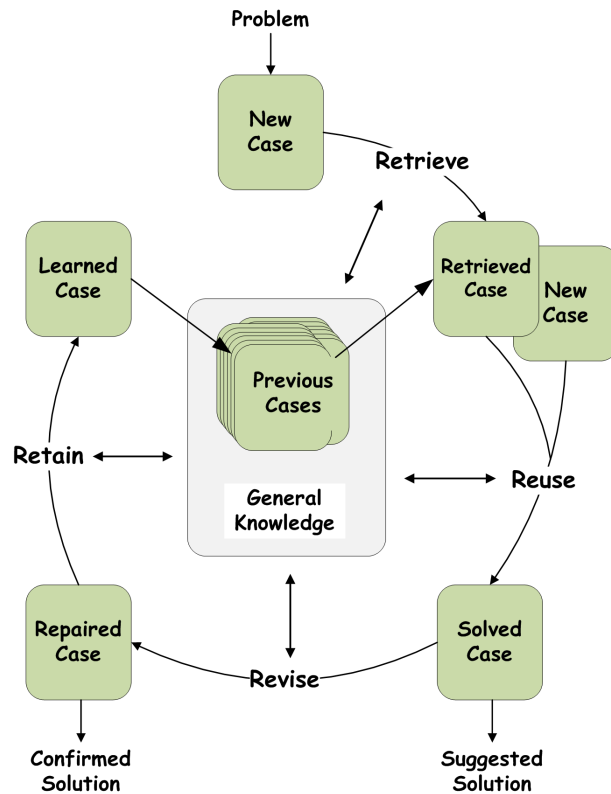 Problem
New
Case
Retrieve
Retrieved
Case
New
Case
Learned
Case
Previous
Cases
General
Knowledge
Retain
Reuse
Repaired
Case
Revise
Solved
Case
Confirmed
Solution
Suggested
Solution